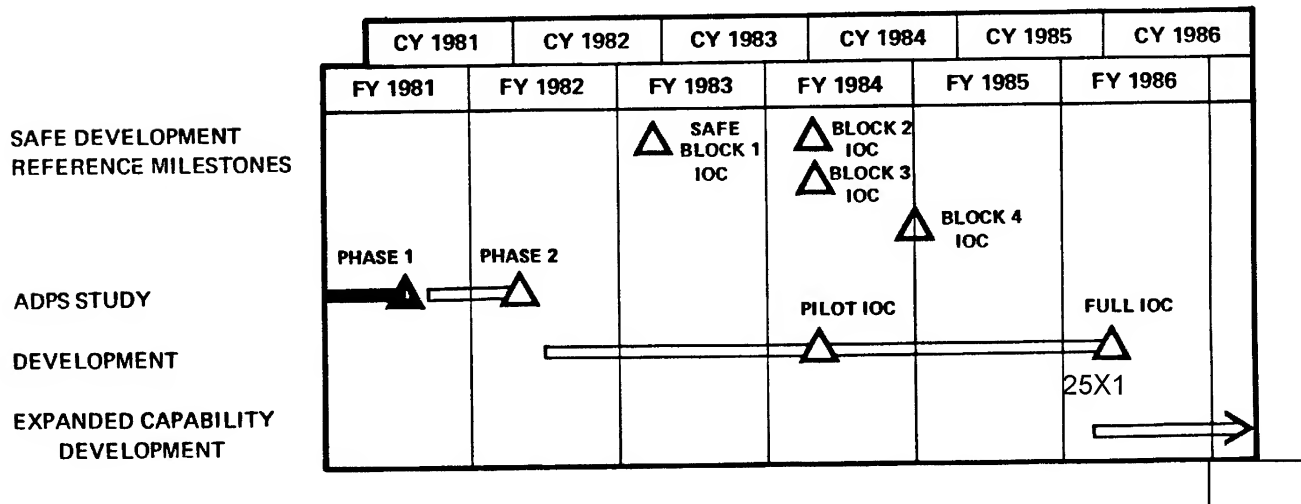 CY 1981 CY 1982 CY 1983 CY 1984 CY 1985 CY 1986
FY 1981 FY 1982 FY 1983 FY 1984 FY 1985 FY 1986
SAFE DEVELOPMENT
REFERENCE MILESTONES
SAFE
BLOCK 1
IOC
BLOCK 2
IOC
BLOCK 3
IOC
BLOCK 4
IOC
PHASE 1 PHASE 2
ADPS STUDY
PILOT IOC FULL IOC
DEVELOPMENT
25X1
EXPANDED CAPABILITY
DEVELOPMENT